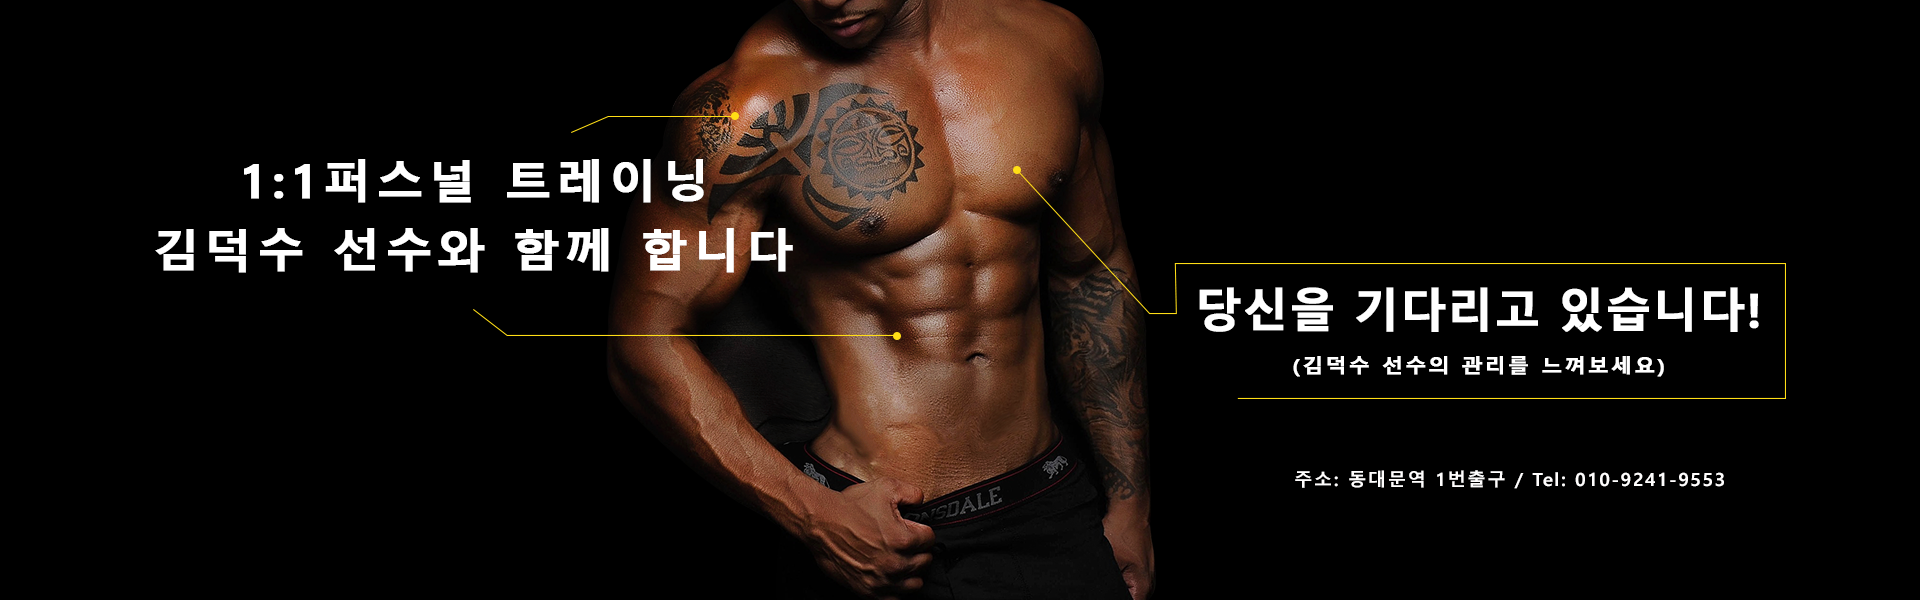 1:1퍼스널 트레이닝
김덕수 선수와 함께 합니다
당신을 기다리고 있습니다!
(김덕수 선수의 관리를 느껴보세요)
주소: 동대문역 1번출구 / Tel: 010-9241-9553